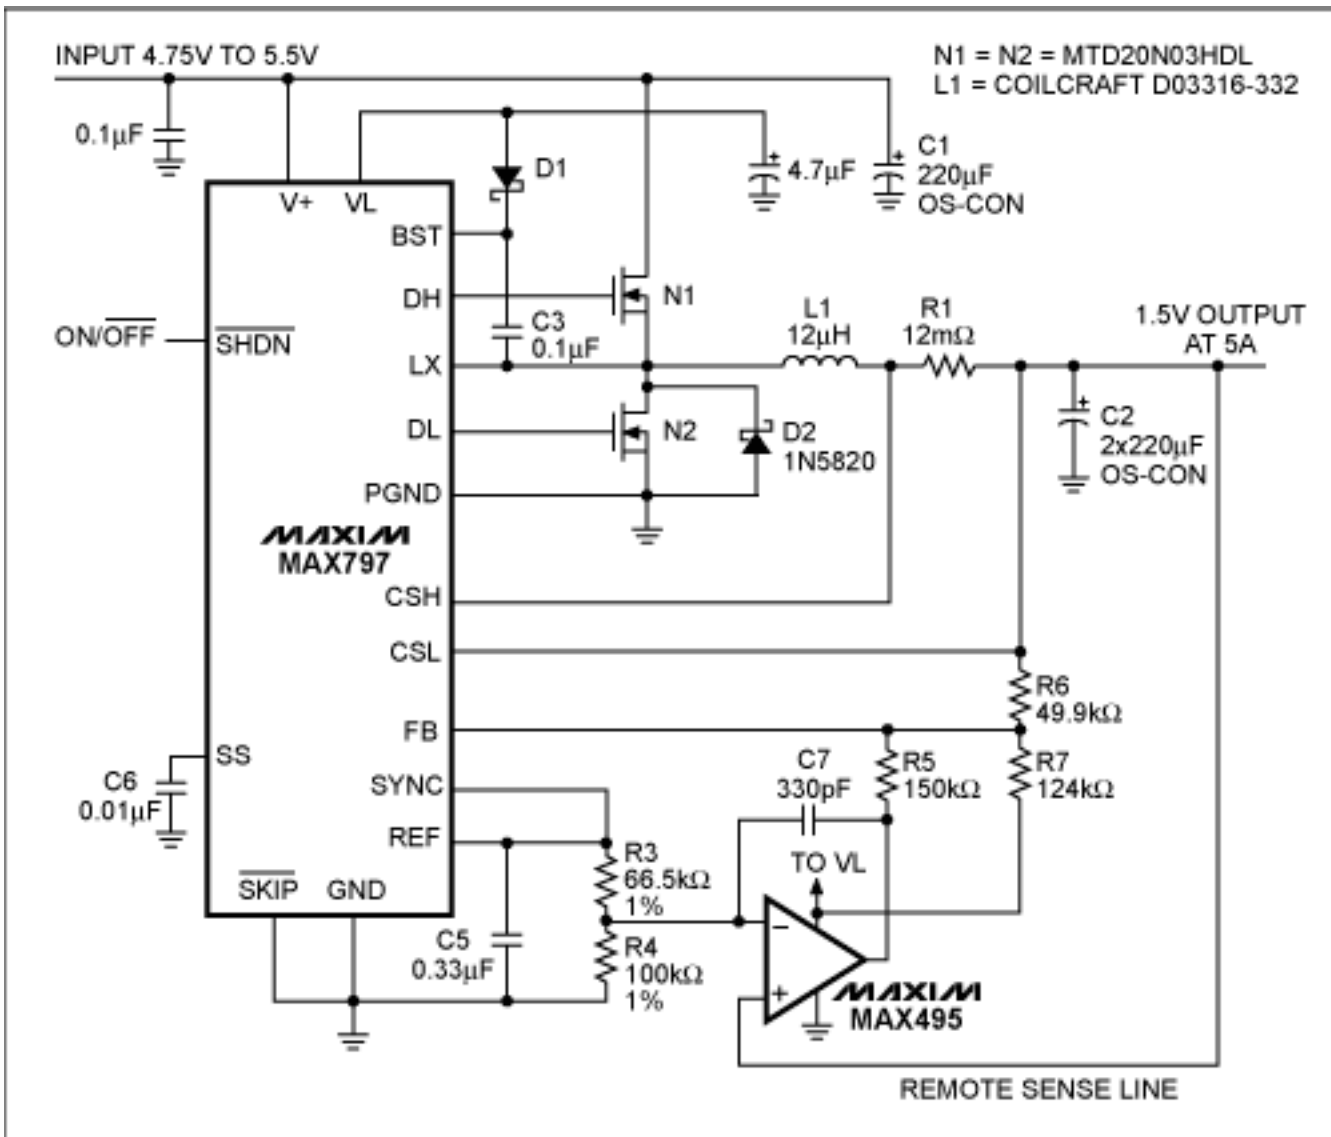 INPUT 4.75V TO 5.5V
N1 = N2 = MTD20N03HDL
L1 = COILCRAFT D03316-332
0.1µF
D1
4.7µF
C1
220µF
OS-CON
V+
VL
BST
DH
N1
C3
0.1µF
ON/OFF
SHDN
LX
L1
12µH
R1
12mΩ
1.5V OUTPUT
AT 5A
DL
N2
D2
1N5820
C2
2x220µF
OS-CON
PGND
MAXIM
MAX797
CSH
CSL
R6
49.9kΩ
FB
SS
C6
0.01µF
SYNC
C7
330pF
R5
150kΩ
R7
124kΩ
REF
R3
66.5kΩ
1%
TO VL
SKIP
GND
C5
0.33µF
R4
100kΩ
1%
−
+
MAXIM
MAX495
REMOTE SENSE LINE